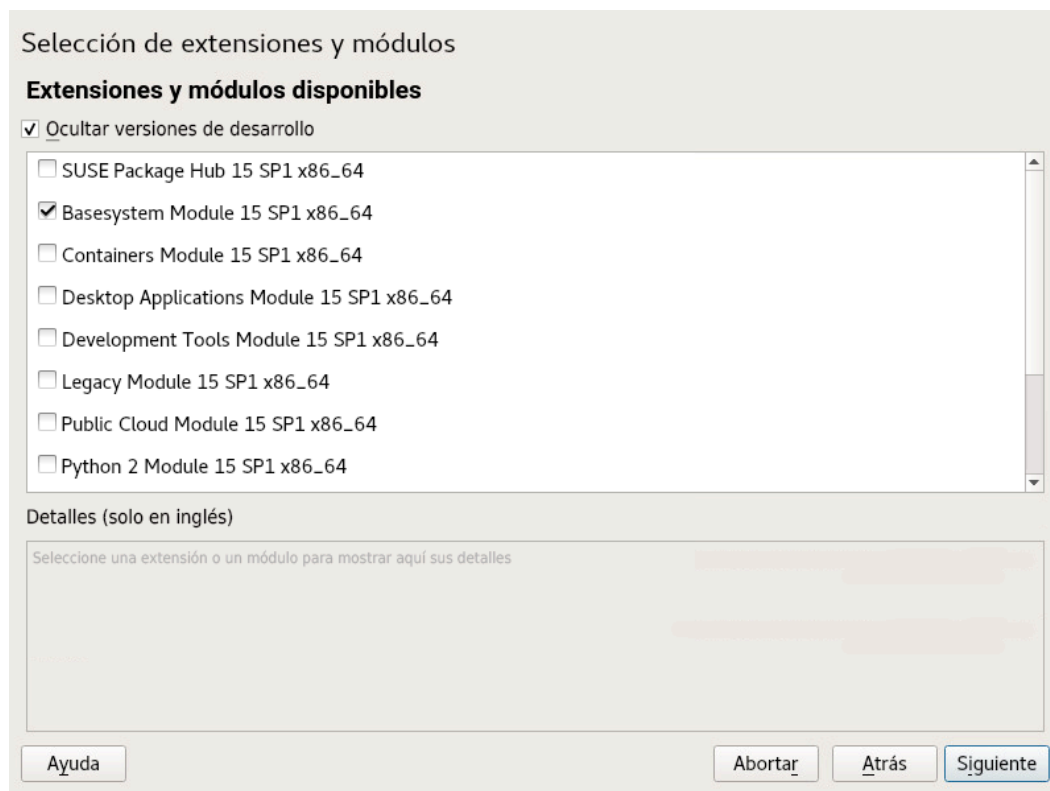 Selección de extensiones y módulos
Extensiones y módulos disponibles
Ocultar versiones de desarrollo
SUSE Package Hub 15 SP1 x86_64
Basesystem Module 15 SP1 x86_64
Containers Module 15 SP1 x86_64
Desktop Applications Module 15 SP1 x86_64
Development Tools Module 15 SP1 x86_64
Legacy Module 15 SP1 x86_64
Public Cloud Module 15 SP1 x86_64
Python 2 Module 15 SP1 x86_64
Detalles (solo en inglés)
Seleccione una extensión o un módulo para mostrar aquí sus detalles
Ayuda Abortar Atrás Siguiente